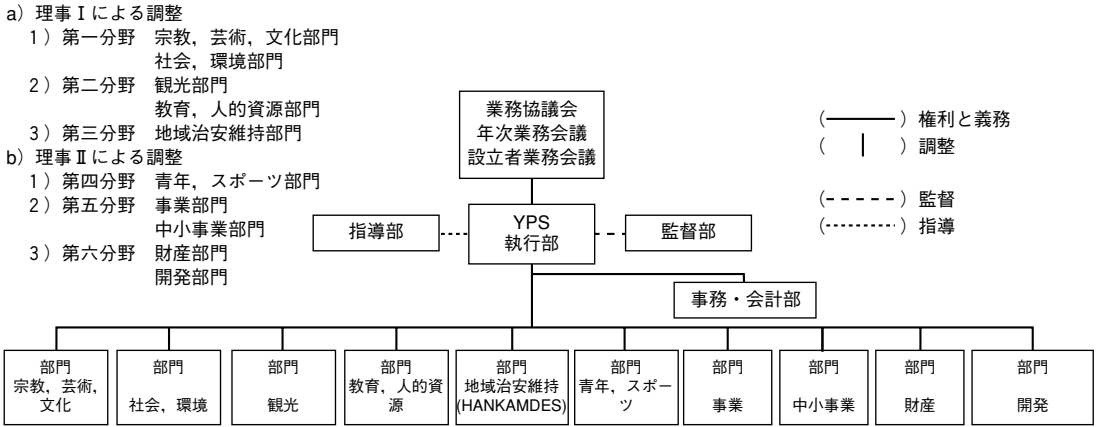 a）理事Ⅰによる調整
1）第一分野　宗教，芸術，文化部門
社会，環境部門
2）第二分野　観光部門
教育，人的資源部門
3）第三分野　地域治安維持部門
b）理事Ⅱによる調整
1）第四分野　青年，スポーツ部門
2）第五分野　事業部門
中小事業部門
3）第六分野　財産部門
開発部門
業務協議会
年次業務会議
設立者業務会議
（　　）権利と義務
（　　）調整
（　　）監督
（　　）指導
指導部
YPS
執行部
監督部
事務・会計部
部門
宗教，芸術，
文化
部門
社会，環境
部門
観光
部門
教育，人的資
源
部門
地域治安維持
(HANKAMDES)
部門
青年，スポー
ツ
部門
事業
部門
中小事業
部門
財産
部門
開発